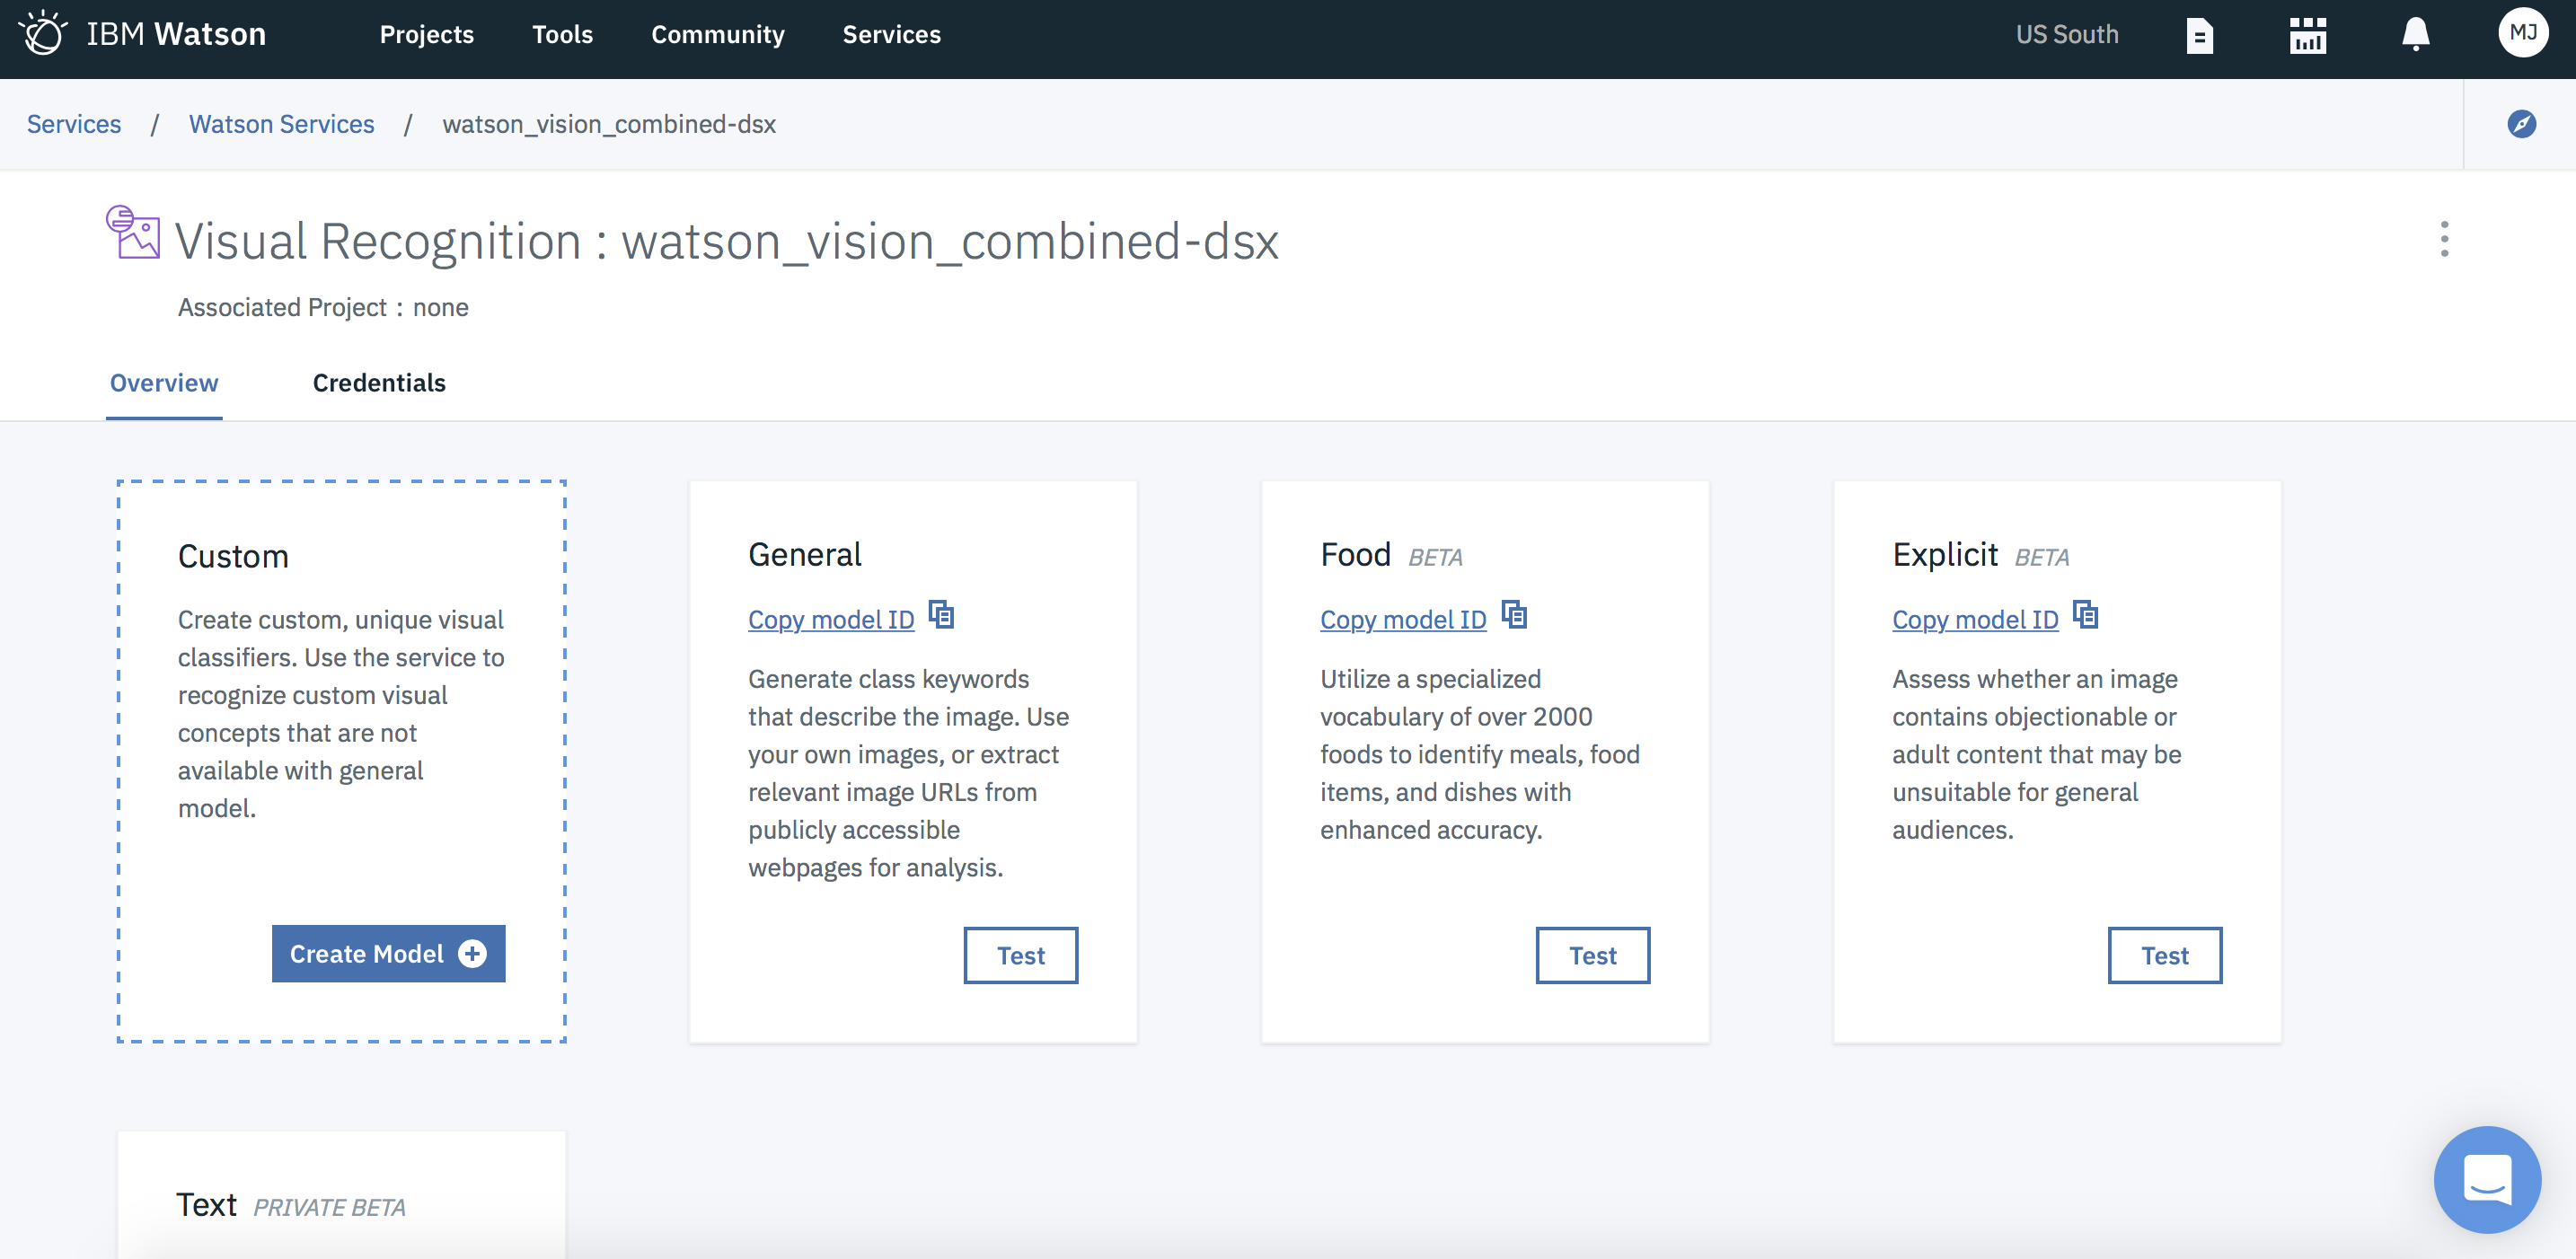 IBM Watson
Projects
Tools
Community
Services
US South
MJ
Services / Watson Services / watson_vision_combined-dsx
Visual Recognition : watson_vision_combined-dsx
Associated Project : none
Overview
Credentials
Custom
Create custom, unique visual
classifiers. Use the service to
recognize custom visual
concepts that are not
available with general
model.
Create Model
General
Copy model ID
Generate class keywords
that describe the image. Use
your own images, or extract
relevant image URLs from
publicly accessible
webpages for analysis.
Test
Food BETA
Copy model ID
Utilize a specialized
vocabulary of over 2000
foods to identify meals, food
items, and dishes with
enhanced accuracy.
Test
Explicit BETA
Copy model ID
Assess whether an image
contains objectionable or
adult content that may be
unsuitable for general
audiences.
Test
Text PRIVATE BETA